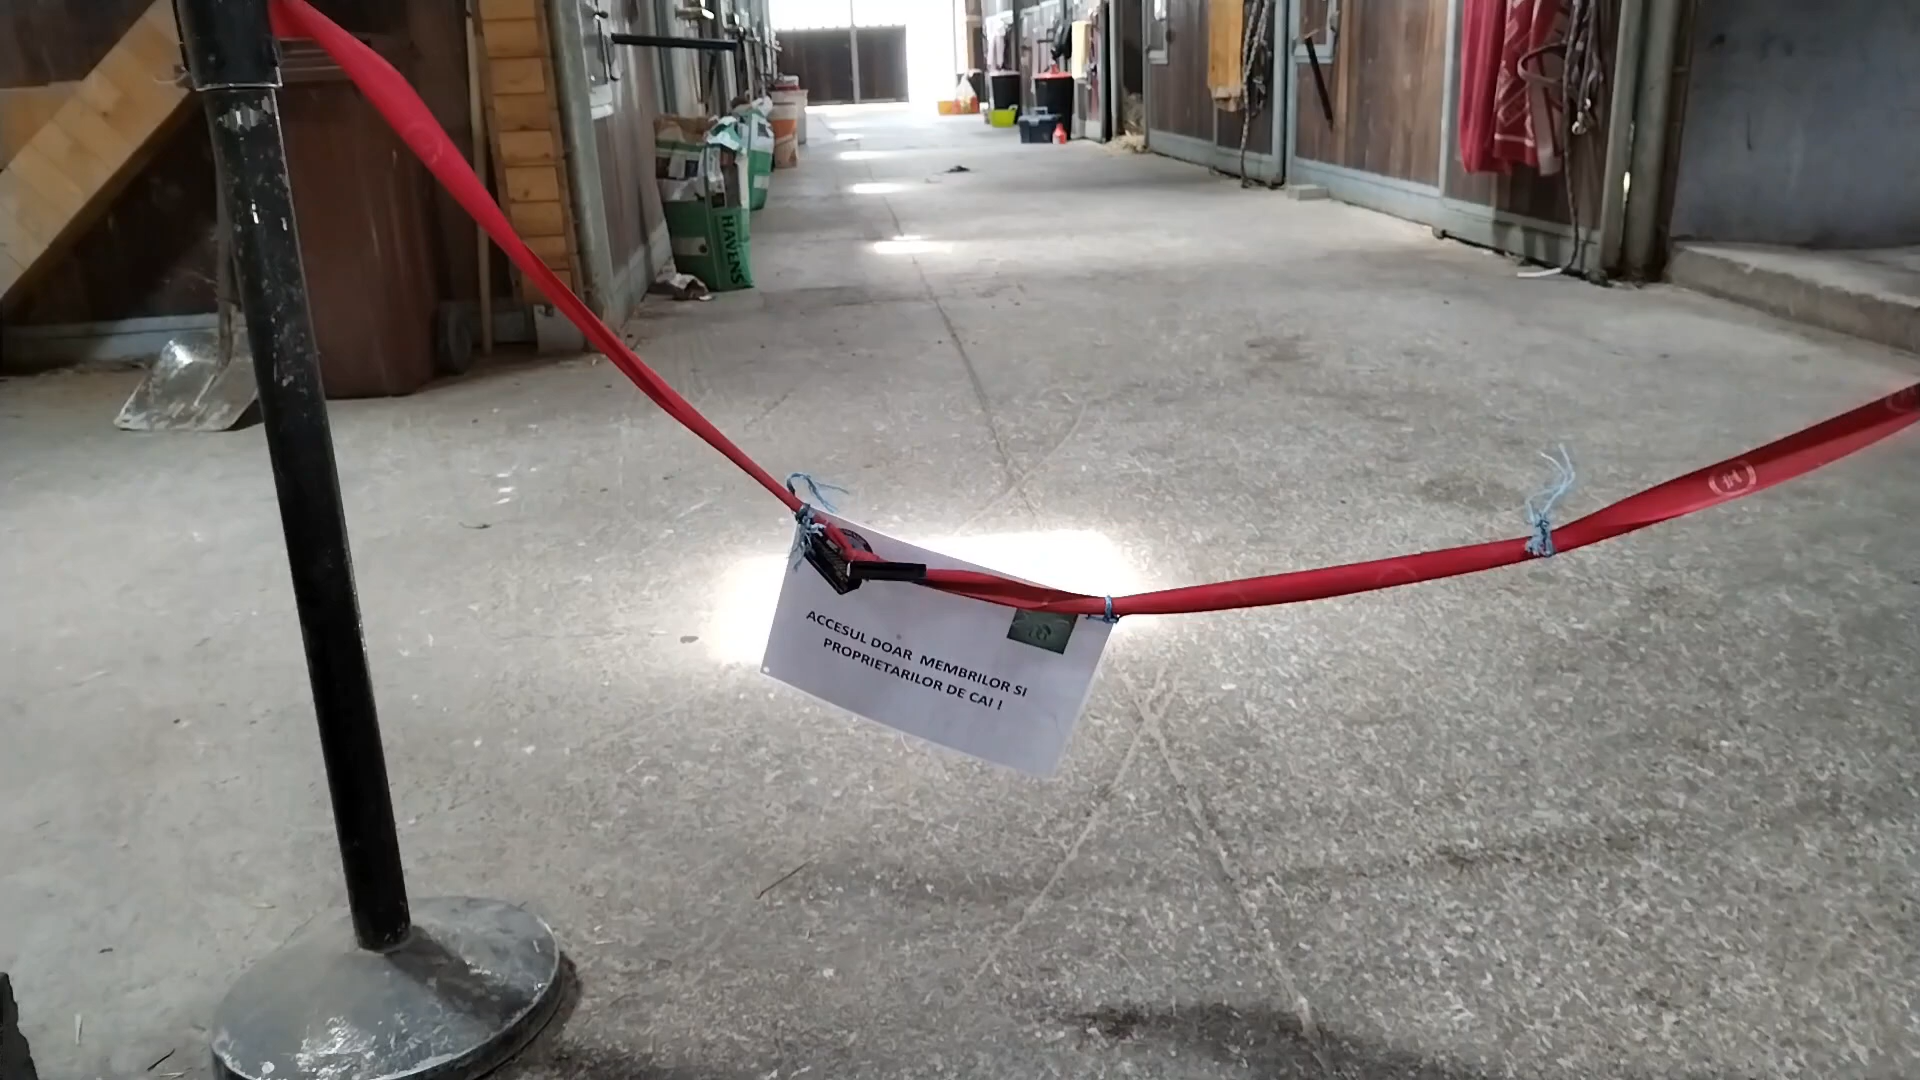 HAVENS
ACCESUL DOAR MEMBRILOR SI
PROPRIETARILOR DE CAI !